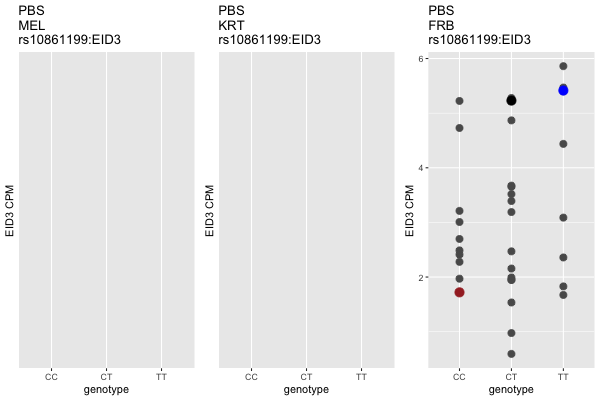 PBS
MEL
rs10861199:EID3
EID3 CPM
CC CT TT
genotype
PBS
KRT
rs10861199:EID3
EID3 CPM
CC CT TT
genotype
PBS
FRB
rs10861199:EID3
EID3 CPM
6
4
2
CC CT TT
genotype